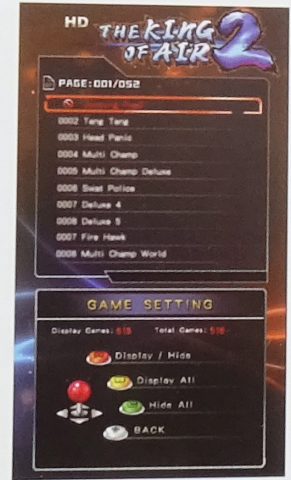 HD
THE KING
OF AIR 2
PAGE:001/052
0002 Tang Tang
0003 Head Panic
0004 Multi Champ
0005 Multi Champ Deluxe
0006 Swat Police
0007 Deluxe 4
0008 Deluxe 5
0007 Fire Hawk
0008 Multi Champ World
GAME SETTING
Display Games: 515 Total Games: 516
Display / Hide
Display All
Hide All
BACK